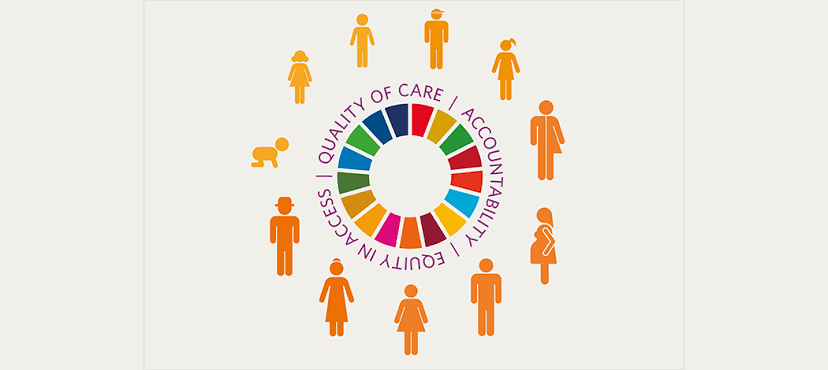 QUALITY OF CARE | ACCOUNTABILITY | EQUITY IN ACCESS |